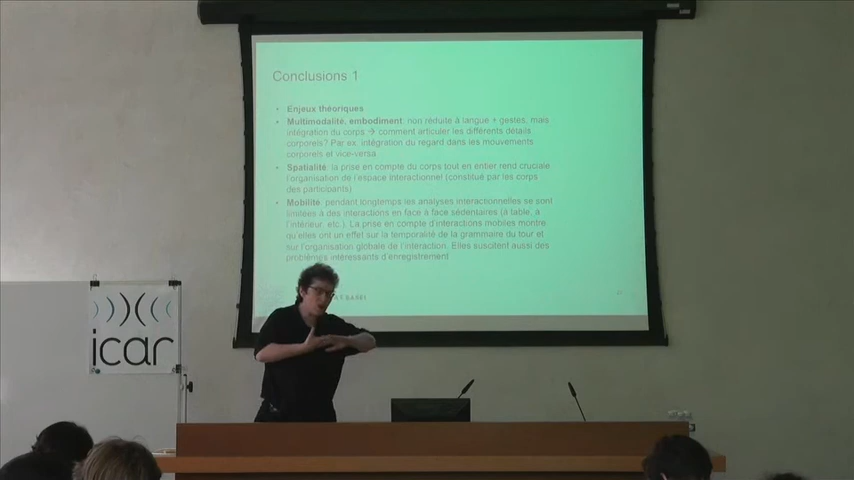 Conclusions 1
• Enjeux théoriques
• Multimodalité, embodiment: non réduite à langue + gestes, mais
intégration du corps → comment articuler les différents détails
corporels? Par ex. intégration du regard dans les mouvements
corporels et vice-versa
• Spatialité: la prise en compte du corps tout en entier rend cruciale
l'organisation de l'espace interactionnel (constitué par les corps
des participants)
• Mobilité: pendant longtemps les analyses interactionnelles se sont
limitées à des interactions en face à face sédentaires (à table, à
l'intérieur, etc.). La prise en compte d'interactions mobiles montre
qu'elles ont un effet sur la temporalité de la grammaire du tour et
sur l'organisation globale de l'interaction. Elles suscitent aussi des
problèmes intéressants d'enregistrement
icar